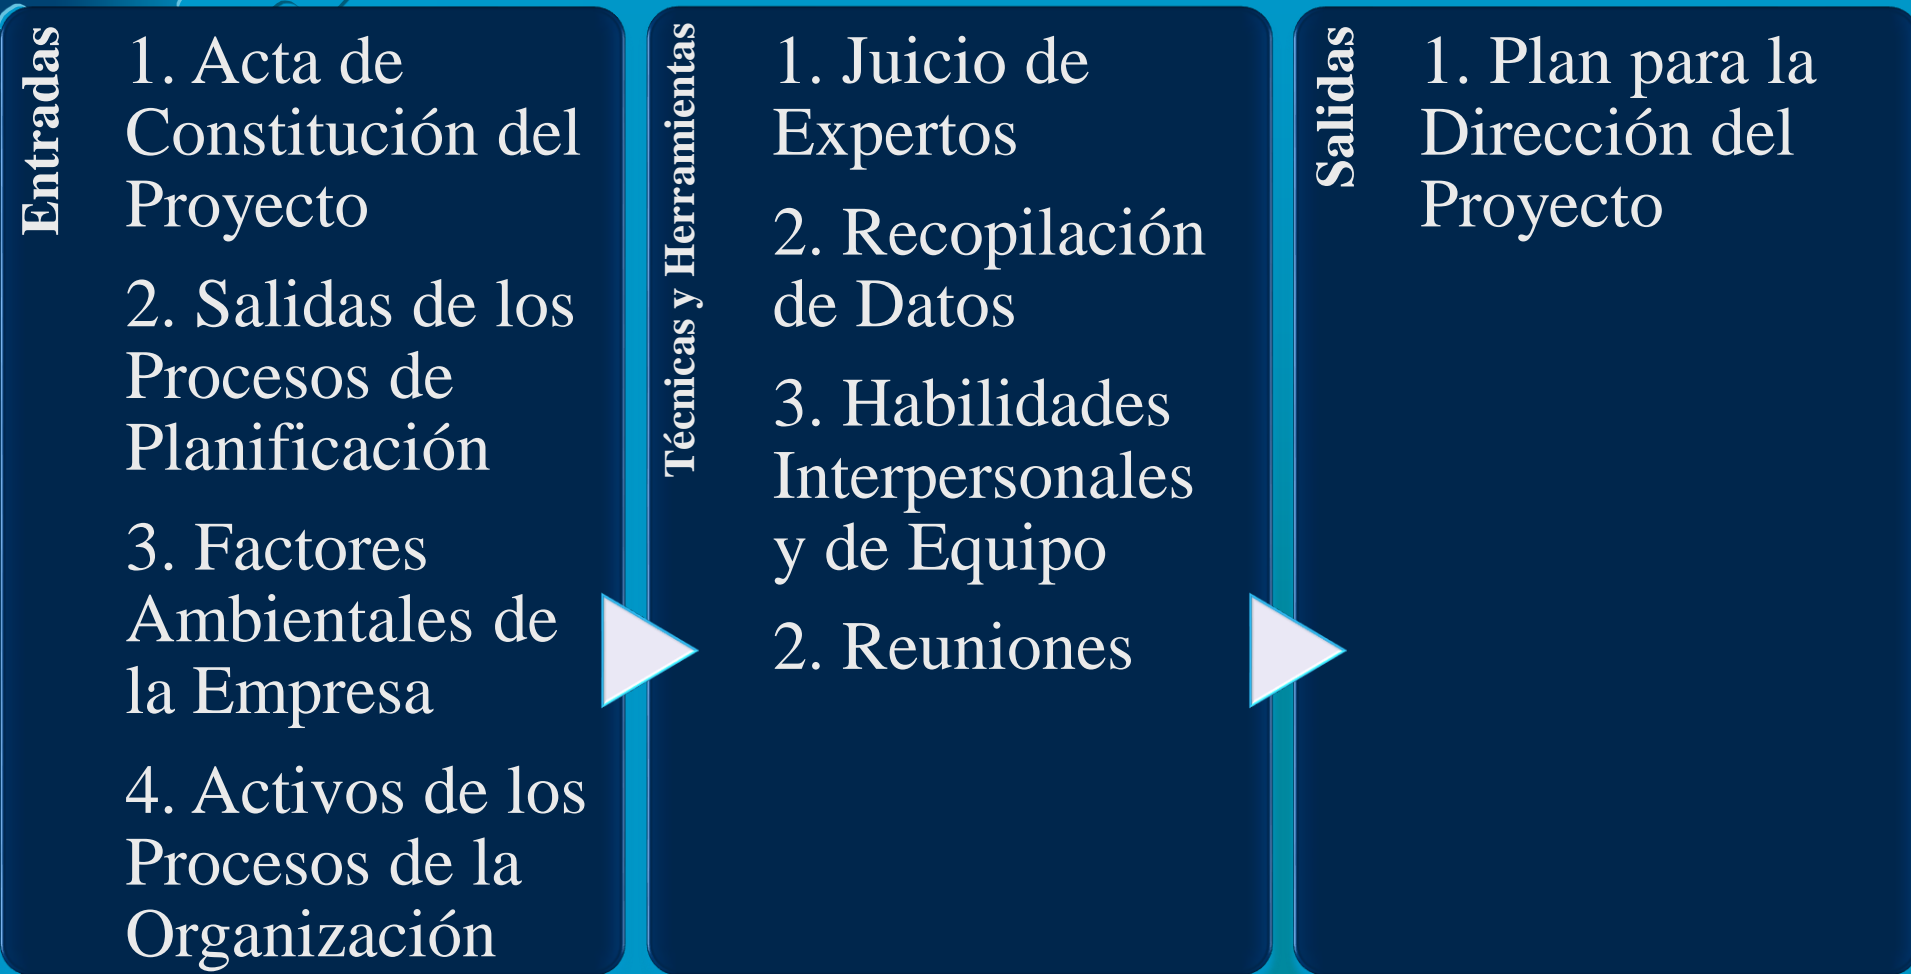 Entradas
1. Acta de
Constitución del
Proyecto
2. Salidas de los
Procesos de
Planificación
3. Factores
Ambientales de
la Empresa
4. Activos de los
Procesos de la
Organización
Técnicas y Herramientas
1. Juicio de
Expertos
2. Recopilación
de Datos
3. Habilidades
Interpersonales
y de Equipo
2. Reuniones
Salidas
1. Plan para la
Dirección del
Proyecto